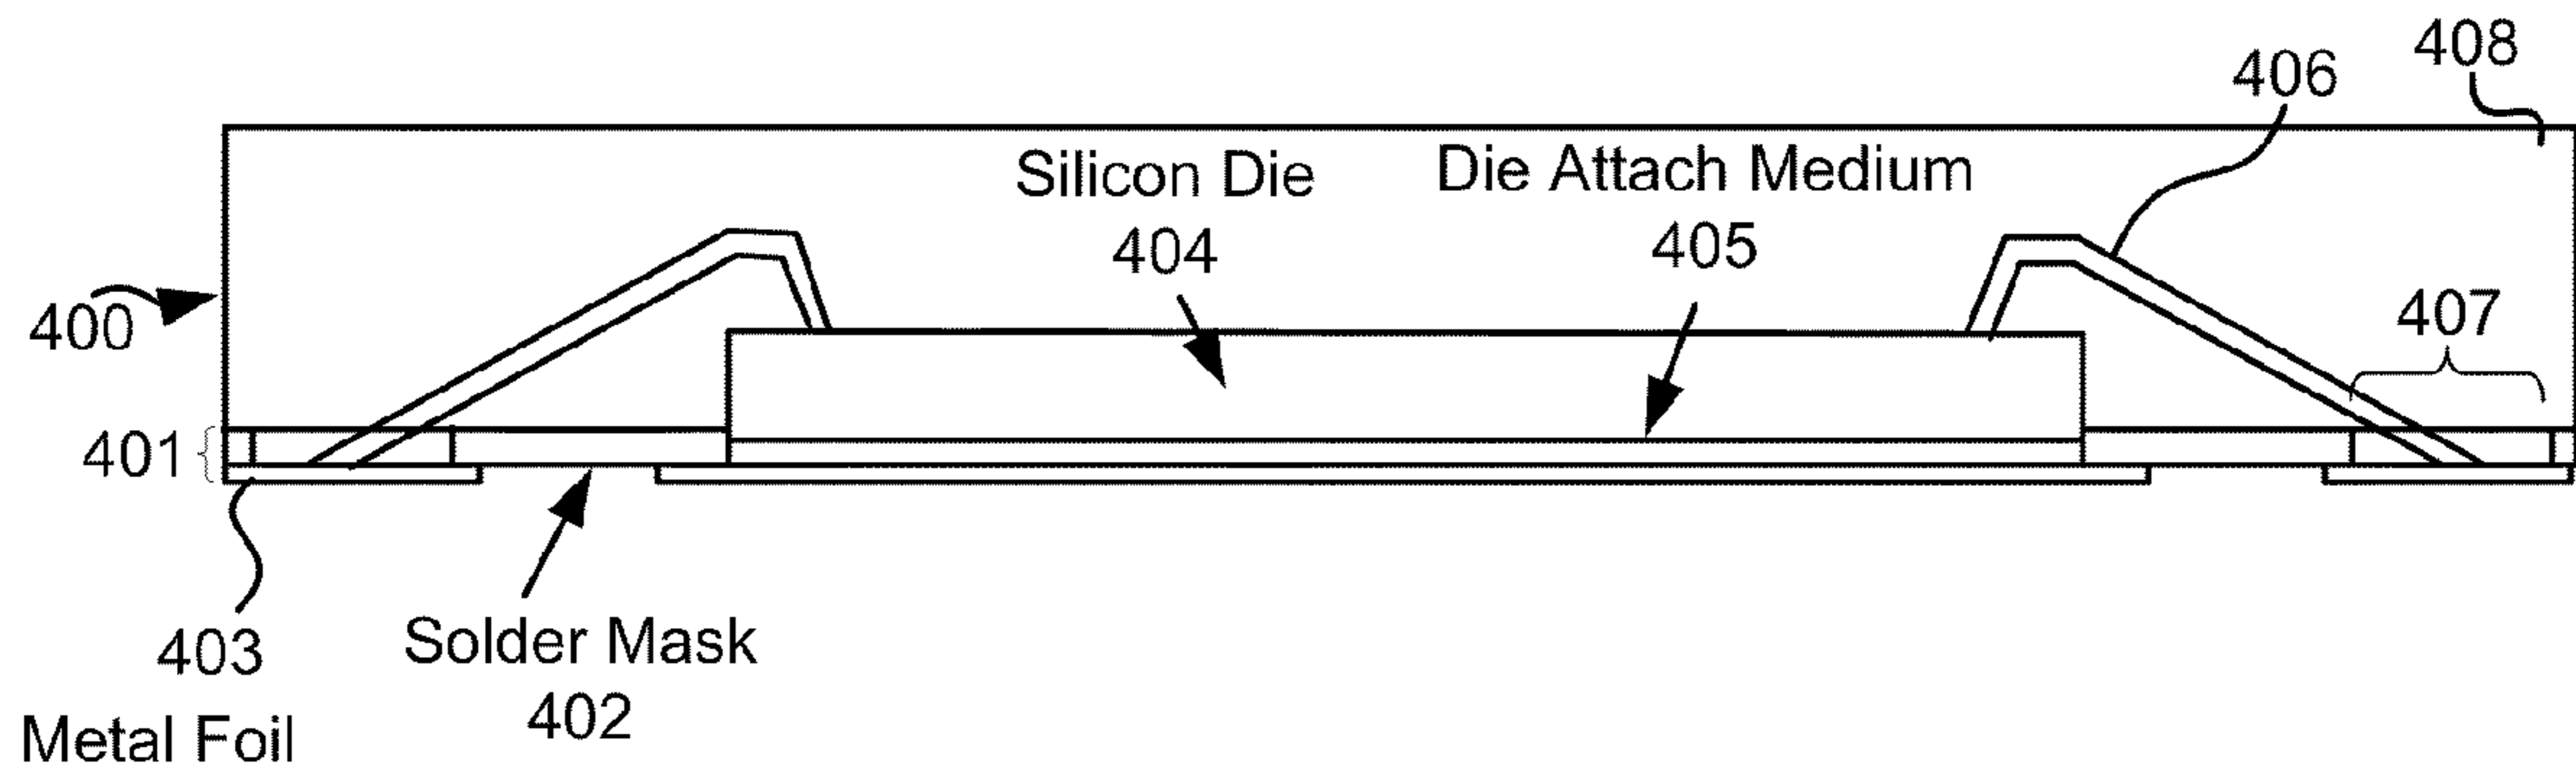 408
406
Silicon Die
404
Die Attach Medium
405
400
407
401
403
Metal Foil
Solder Mask
402